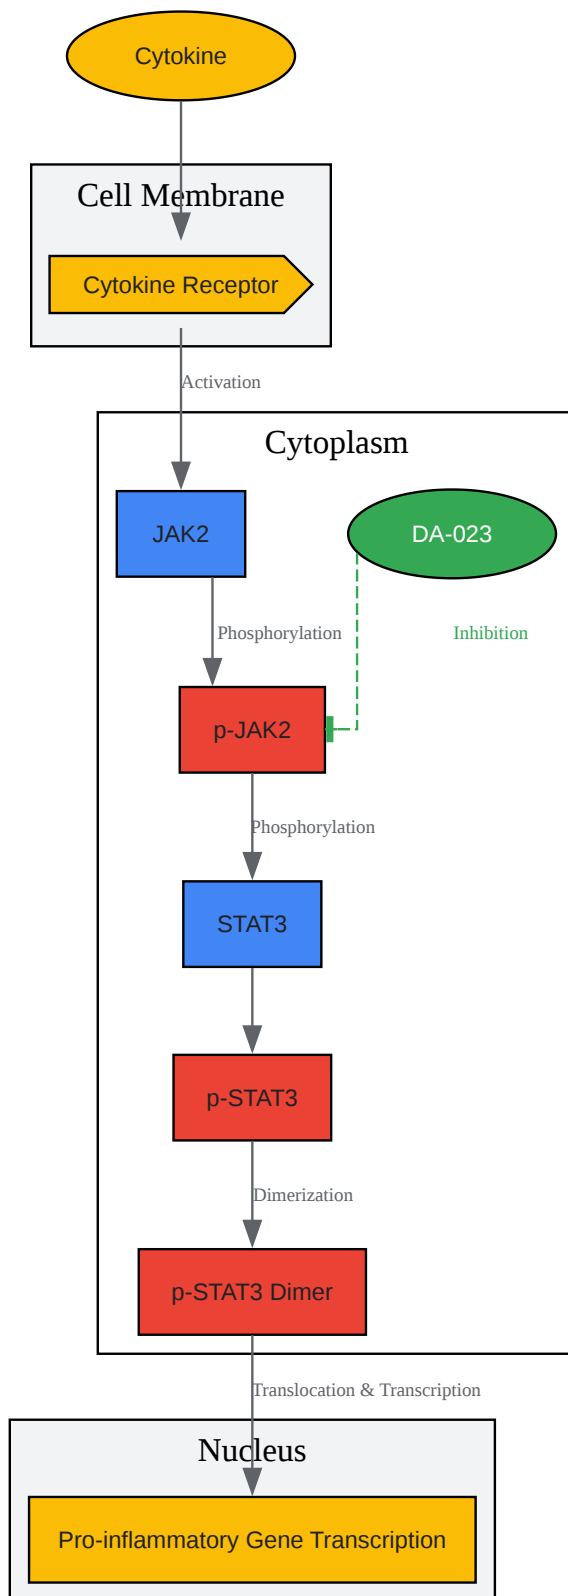 Cytokine
Cell Membrane
Cytokine Receptor
Activation
Cytoplasm
JAK2
DA-023
Phosphorylation
Inhibition
p-JAK2
Phosphorylation
STAT3
p-STAT3
Dimerization
p-STAT3 Dimer
Translocation & Transcription
Nucleus
Pro-inflammatory Gene Transcription